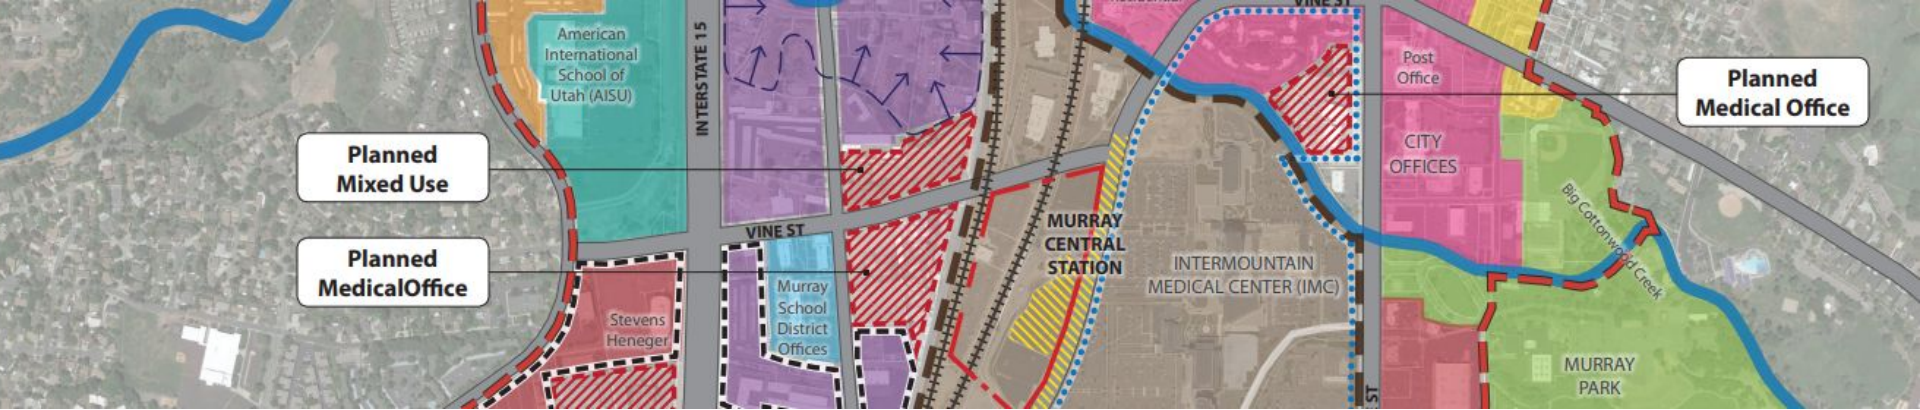 VINE ST
American
International
School of
Utah (AISU)
INTERSTATE 15
Post
Office
Planned
Medical Office
CITY
OFFICES
Planned
Mixed Use
Big Cottonwood Creek
MURRAY
CENTRAL
STATION
VINE ST
Planned
MedicalOffice
INTERMOUNTAIN
MEDICAL CENTER (IMC)
Murray
School
District
Offices
Stevens
Heneger
MURRAY
PARK
ST